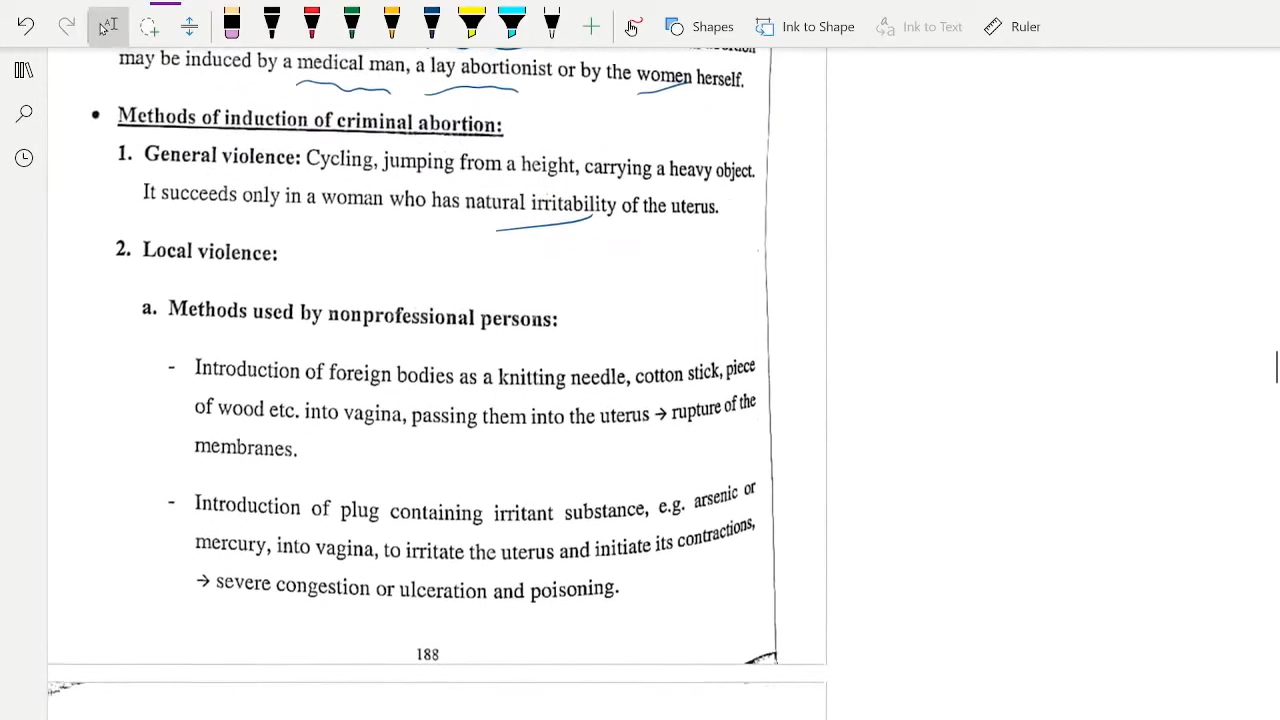 Shapes
Ink to Shape
Ink to Text
Ruler
may be induced by a medical man, a lay abortionist or by the women herself.
• Methods of induction of criminal abortion:
1. General violence: Cycling, jumping from a height, carrying a heavy object.
It succeeds only in a woman who has natural irritability of the uterus.
2. Local violence:
a. Methods used by nonprofessional persons:
- Introduction of foreign bodies as a knitting needle, cotton stick, piece
of wood etc. into vagina, passing them into the uterus → rupture of the
membranes.
- Introduction of plug containing irritant substance, e.g. arsenic or
mercury, into vagina, to irritate the uterus and initiate its contractions,
→ severe congestion or ulceration and poisoning.
188